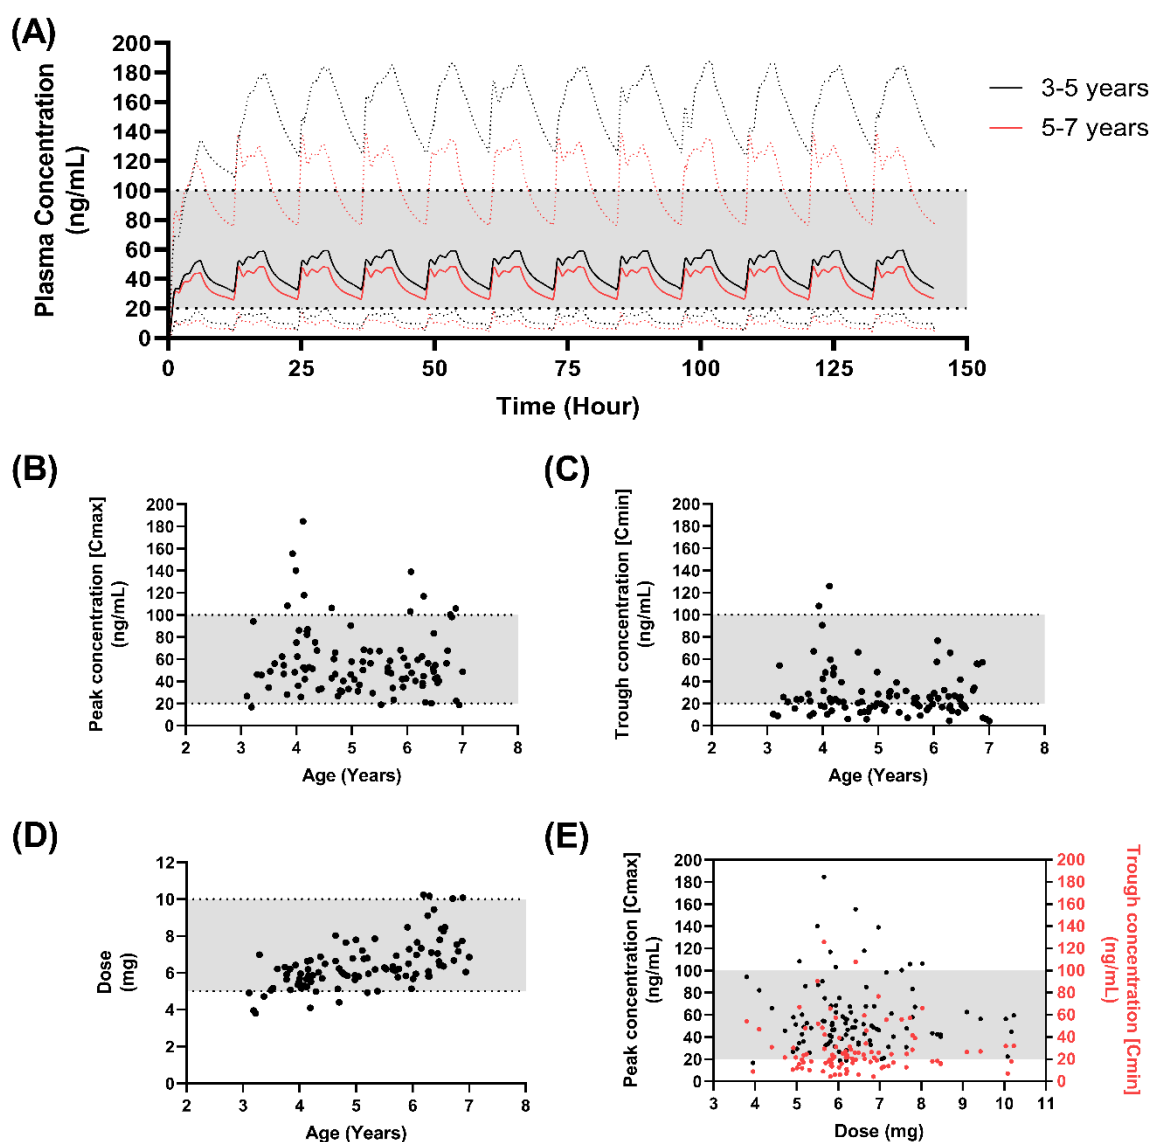 (A)
Plasma Concentration
(ng/mL)
200
180
160
140
120
100
80
60
40
20
0
0 25 50 75 100 125 150
Time (Hour)
3-5 years
5-7 years
(B)
Peak concentration [Cmax]
(ng/mL)
200
180
160
140
120
100
80
60
40
20
0
2 3 4 5 6 7 8
Age (Years)
(C)
Trough concentration [Cmin]
(ng/mL)
200
180
160
140
120
100
80
60
40
20
0
2 3 4 5 6 7 8
Age (Years)
(D)
Dose
(mg)
12
10
8
6
4
2
0
2 3 4 5 6 7 8
Age (Years)
(E)
Peak concentration [Cmax]
(ng/mL)
200
180
160
140
120
100
80
60
40
20
0
3 4 5 6 7 8 9 10 11
Dose (mg)
200
180
160
140
120
100
80
60
40
20
0
Trough concentration [Cmin]
(ng/mL)